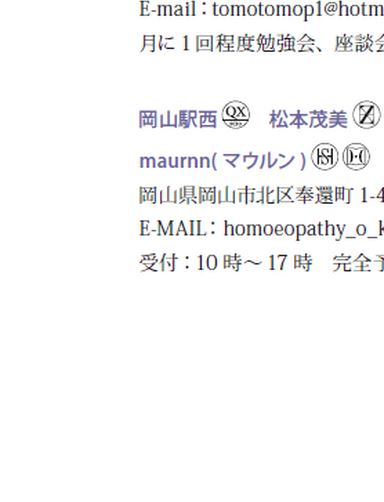 E-mail：tomotomop1@hotm
月に 1 回程度勉強会、座談会
岡山駅西 QX 松本茂美 Z
maurnn( マウルン ) H
岡山県岡山市北区奉還町 1-4
E-MAIL： homoeopathy_o_k
受付：10 時～ 17 時 完全予